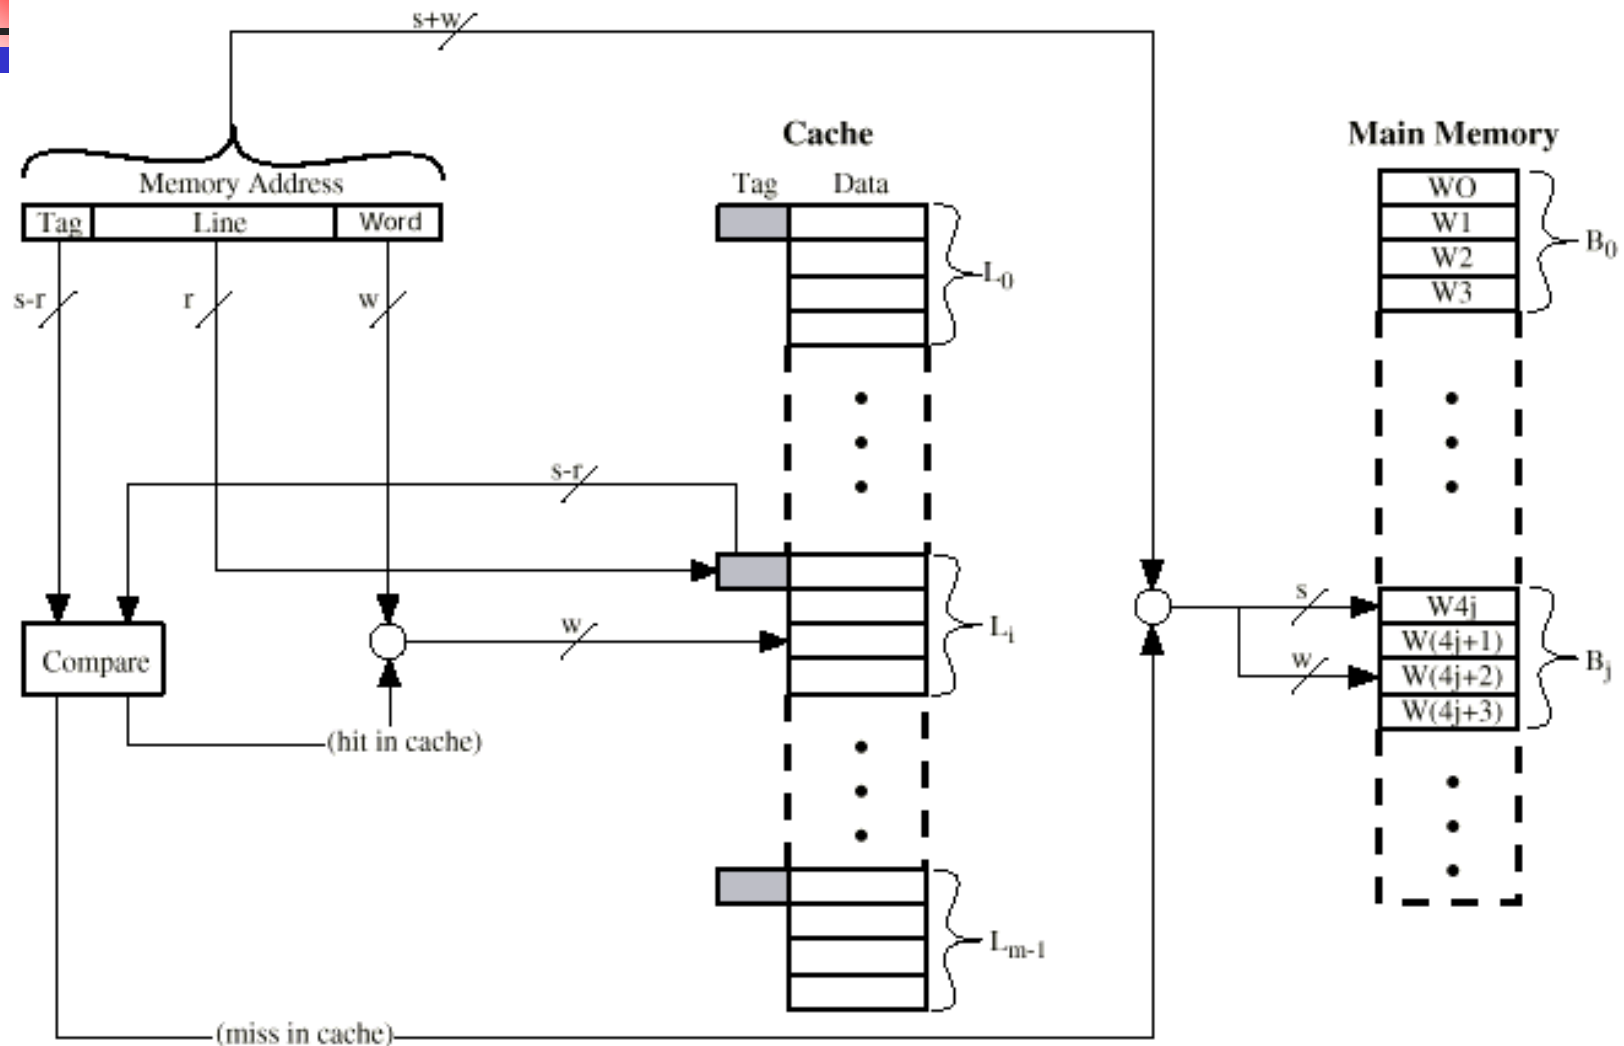 s+w
Cache
Main Memory
Memory Address
Tag Data
Tag Line Word
WO
W1
W2
W3
B0
L0
s-r
r
w
s-r
s
W4j
W(4j+1)
W(4j+2)
W(4j+3)
Bj
w
w
Li
Compare
(hit in cache)
Lm-1
(miss in cache)